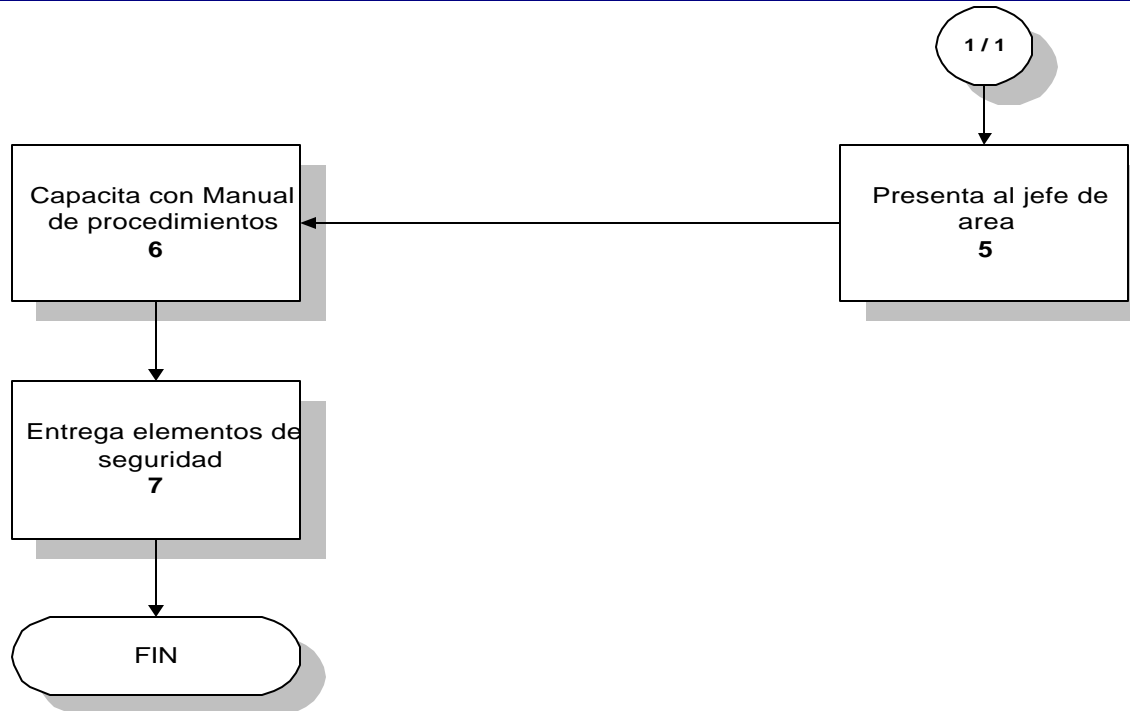 1 / 1
Presenta al jefe de
area
5
Capacita con Manual
de procedimientos
6
Entrega elementos de
seguridad
7
FIN